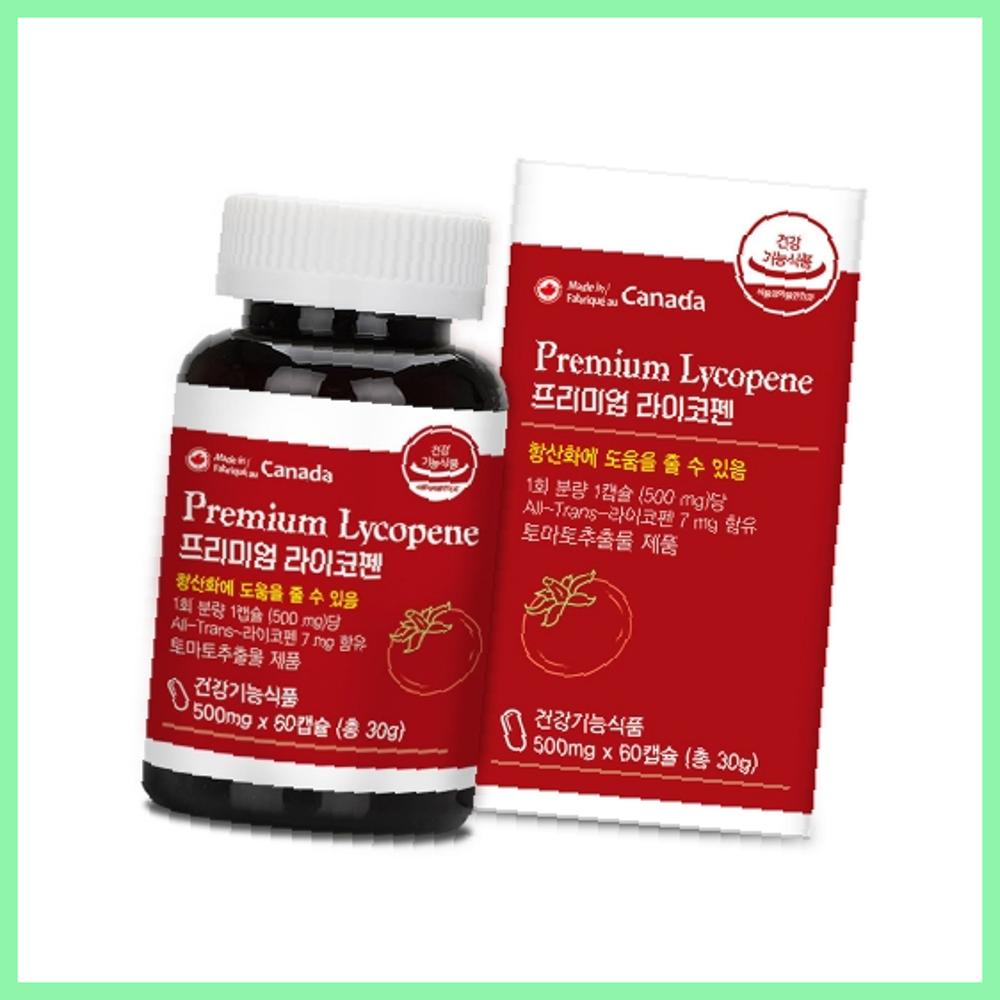 건강
기능식품
Made in/
Fabriqué au Canada
Premium Lycopene
프리미엄 라이코펜
항산화에 도움을 줄 수 있음
1회 분량 1캡슐 (500 mg)당
All-Trans-라이코펜 7 mg 함유
토마토추출물 제품
건강기능식품
500mg x 60캡슐 (총 30g)
건강
기능식품
Made in/
Fabriqué au Canada
Premium Lycopene
프리미엄 라이코펜
항산화에 도움을 줄 수 있음
1회 분량 1캡슐 (500 mg)당
All-Trans-라이코펜 7 mg 함유
토마토추출물 제품
건강기능식품
500mg x 60캡슐 (총 30g)